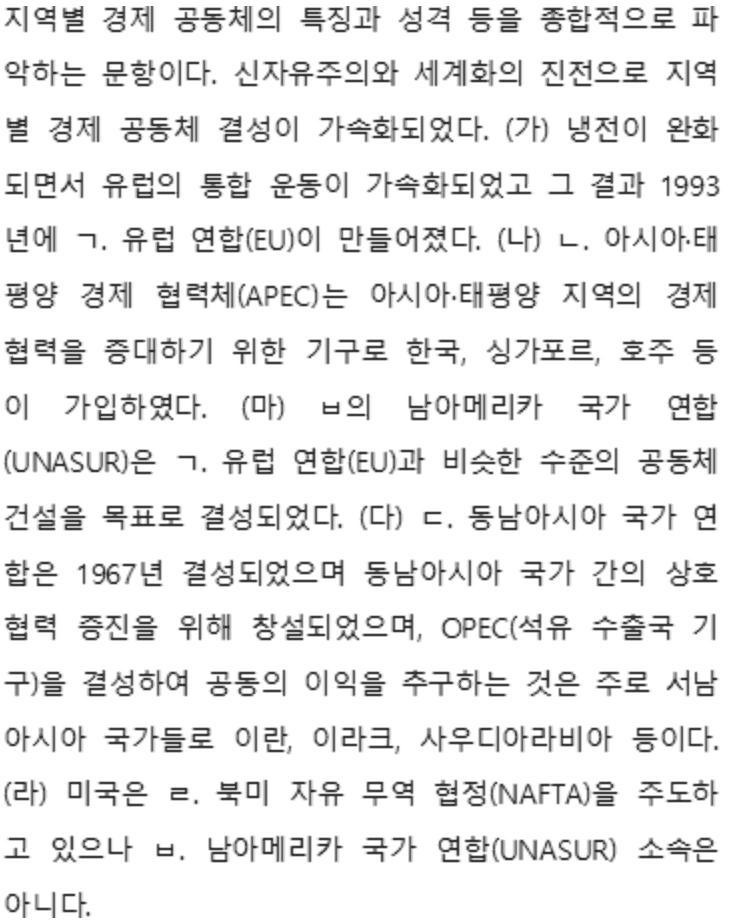 지역별 경제 공동체의 특징과 성격 등을 종합적으로 파
악하는 문항이다. 신자유주의와 세계화의 진전으로 지역
별 경제 공동체 결성이 가속화되었다. (가) 냉전이 완화
되면서 유럽의 통합 운동이 가속화되었고 그 결과 1993
년에 ㄱ. 유럽 연합(EU)이 만들어졌다. (나) ㄴ. 아시아·태
평양 경제 협력체(APEC)는 아시아·태평양 지역의 경제
협력을 증대하기 위한 기구로 한국, 싱가포르, 호주 등
이 가입하였다. (마) ㅂ의 남아메리카 국가 연합
(UNASUR)은 ㄱ. 유럽 연합(EU)과 비슷한 수준의 공동체
건설을 목표로 결성되었다. (다) ㄷ. 동남아시아 국가 연
합은 1967년 결성되었으며 동남아시아 국가 간의 상호
협력 증진을 위해 창설되었으며, OPEC(석유 수출국 기
구)을 결성하여 공동의 이익을 추구하는 것은 주로 서남
아시아 국가들로 이란, 이라크, 사우디아라비아 등이다.
(라) 미국은 ㄹ. 북미 자유 무역 협정(NAFTA)을 주도하
고 있으나 ㅂ. 남아메리카 국가 연합(UNASUR) 소속은
아니다.